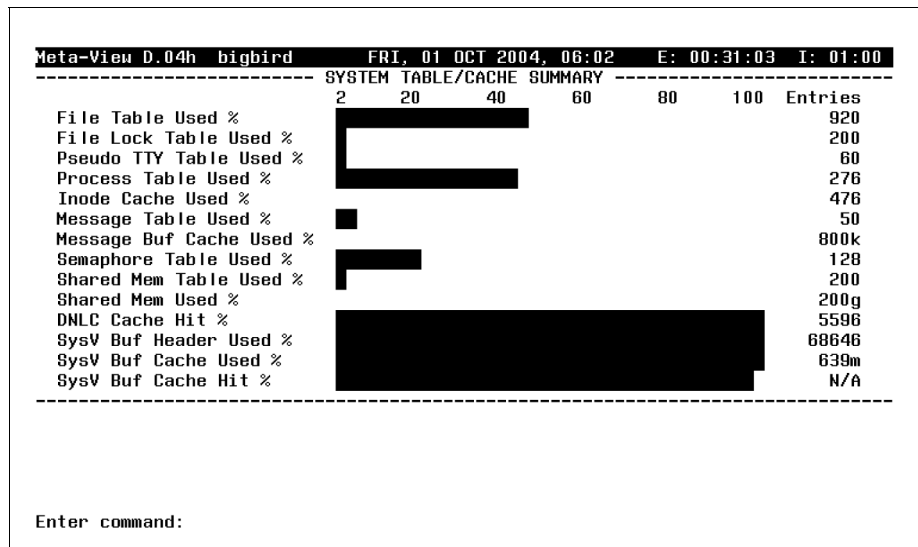 Meta-View D.04h bigbird FRI, 01 OCT 2004, 06:02 E: 00:31:03 I: 01:00
-------------------------- SYSTEM TABLE/CACHE SUMMARY --------------------------
2 20 40 60 80 100 Entries
File Table Used % 920
File Lock Table Used % 200
Pseudo TTY Table Used % 60
Process Table Used % 276
Inode Cache Used % 476
Message Table Used % 50
Message Buf Cache Used % 800k
Semaphore Table Used % 128
Shared Mem Table Used % 200
Shared Mem Used % 200g
DNLC Cache Hit % 5596
SysV Buf Header Used % 68646
SysV Buf Cache Used % 639m
SysV Buf Cache Hit % N/A
--------------------------------------------------------------------------------
Enter command: